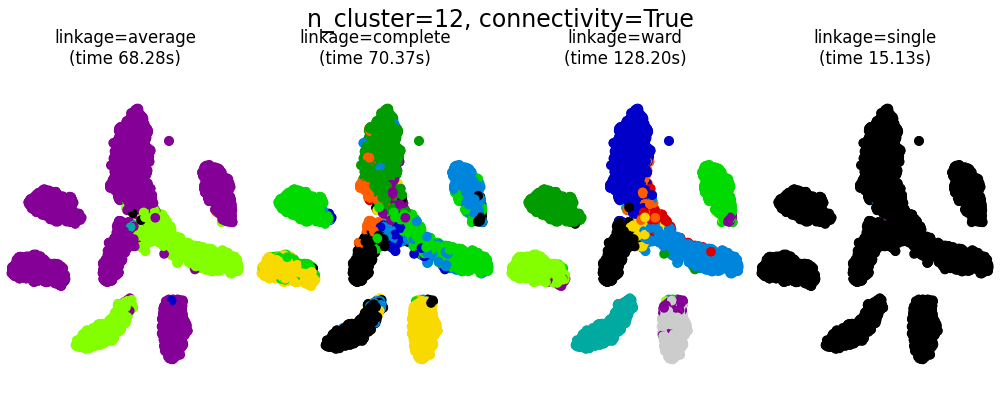 n_cluster=12, connectivity=True
linkage=average
(time 68.28s)
linkage=complete
(time 70.37s)
linkage=ward
(time 128.20s)
linkage=single
(time 15.13s)